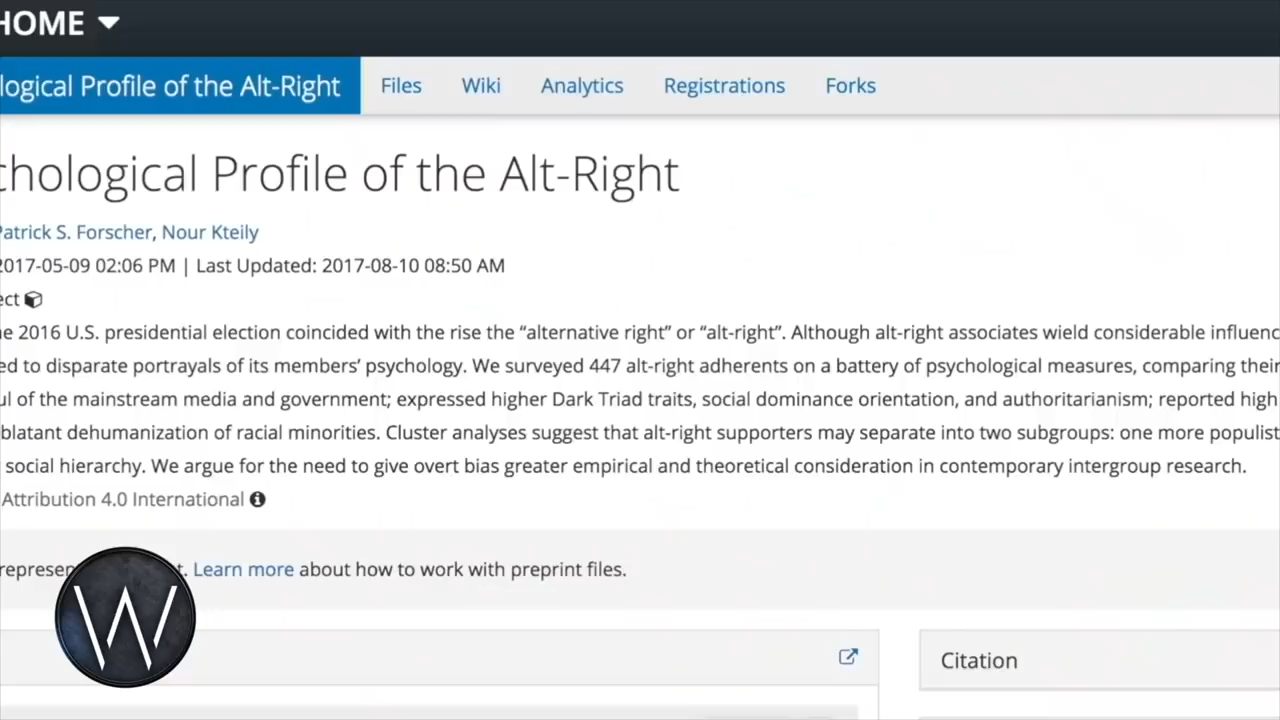 HOME
logical Profile of the Alt-Right Files Wiki Analytics Registrations Forks
chological Profile of the Alt-Right
Patrick S. Forscher, Nour Kteily
2017-05-09 02:06 PM | Last Updated: 2017-08-10 08:50 AM
ect
e 2016 U.S. presidential election coincided with the rise the “alternative right” or “alt-right”. Although alt-right associates wield considerable influenc
ed to disparate portrayals of its members’ psychology. We surveyed 447 alt-right adherents on a battery of psychological measures, comparing their
ul of the mainstream media and government; expressed higher Dark Triad traits, social dominance orientation, and authoritarianism; reported high
blatant dehumanization of racial minorities. Cluster analyses suggest that alt-right supporters may separate into two subgroups: one more populist
social hierarchy. We argue for the need to give overt bias greater empirical and theoretical consideration in contemporary intergroup research.
Attribution 4.0 International
represen t. Learn more about how to work with preprint files.
W
Citation